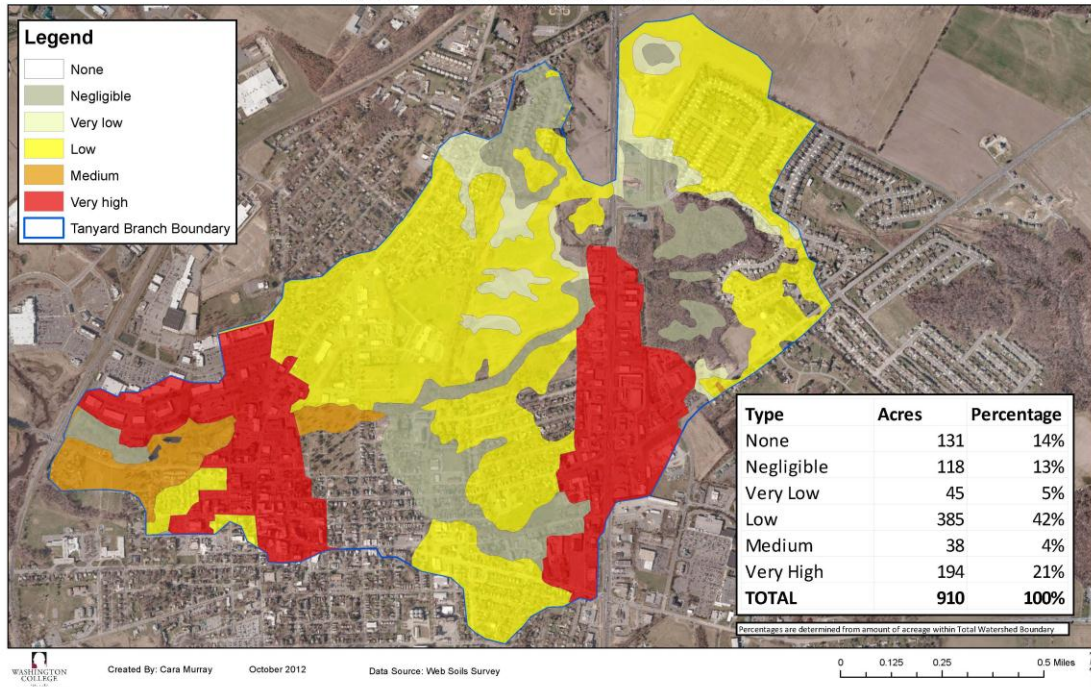 Legend
None
Negligible
Very low
Low
Medium
Very high
Tanyard Branch Boundary
Type Acres Percentage
None 131 14%
Negligible 118 13%
Very Low 45 5%
Low 385 42%
Medium 38 4%
Very High 194 21%
TOTAL 910 100%
Percentages are determined from amount of acreage within Total Watershed Boundary
WASHINGTON
COLLEGE
Created By: Cara Murray October 2012 Data Source: Web Soils Survey
0 0.125 0.25 0.5 Miles